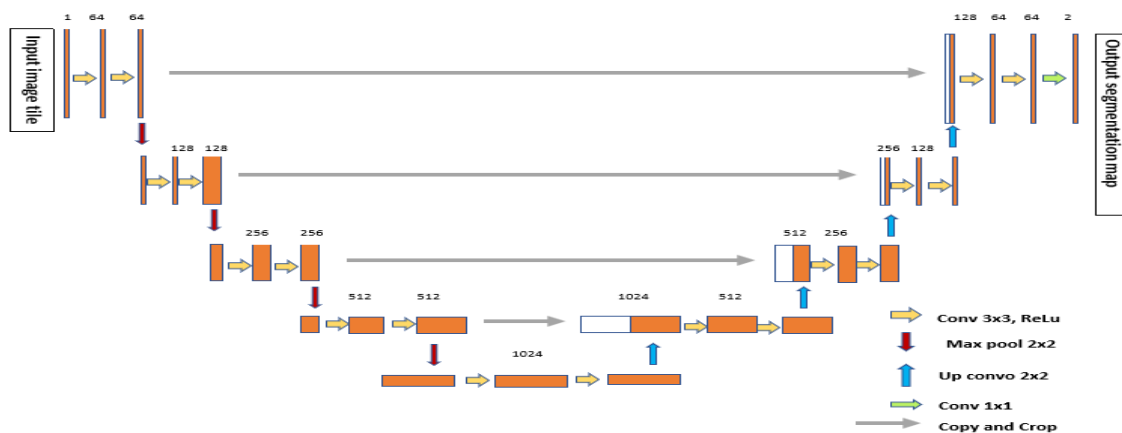 1 64 64
128 64 64 2
Input image tile
Output segmentation map
128 128
256 128
256 256
512 256
512 512
1024 512
1024
Conv 3x3, ReLu
Max pool 2x2
Up convo 2x2
Conv 1x1
Copy and Crop